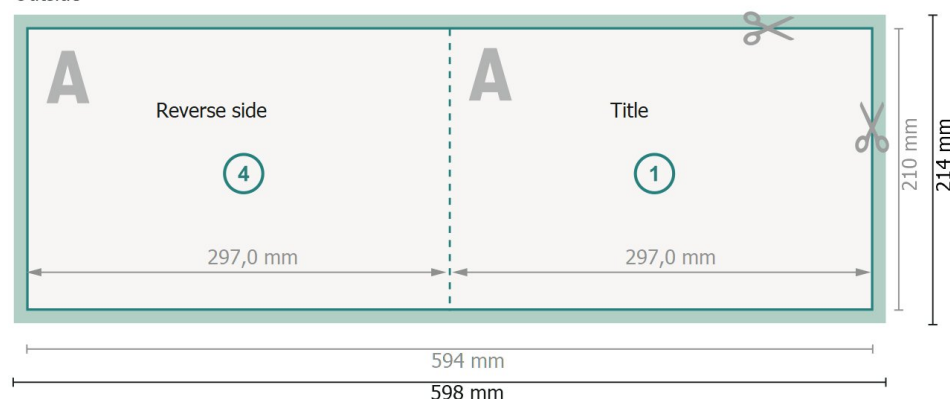 Outside
A
A
Reverse side
Title
4
1
297,0 mm
297,0 mm
210 mm
214 mm
594 mm
598 mm